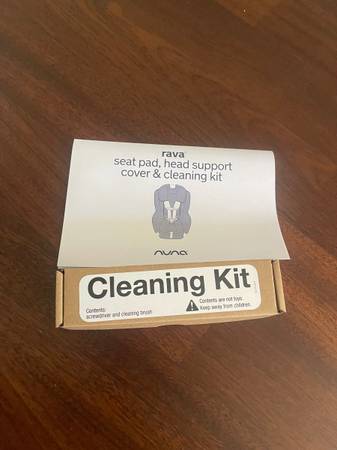 rava
seat pad, head support
cover & cleaning kit
nuna
Cleaning Kit
Contents:
screwdriver and cleaning brush
Contents are not toys.
Keep away from children.